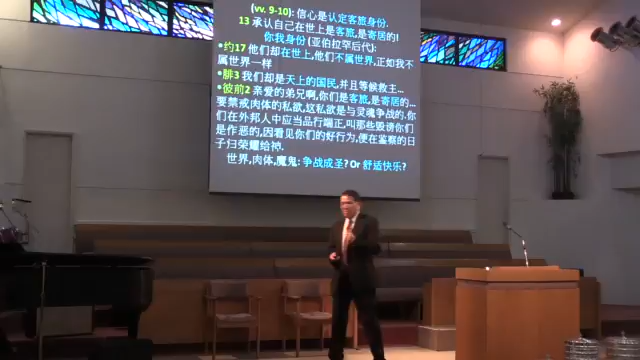 (vv. 9-10): 信心是认定客旅身份.
13 承认自己在世上是客旅,是寄居的!
你我身份 (亚伯拉罕后代):
•约17 他们却在世上,他们不属世界,正如我不
属世界一样
•腓3 我们却是天上的国民,并且等候救主...
•彼前2 亲爱的弟兄啊,你们是客旅,是寄居的...
要禁戒肉体的私欲,这私欲是与灵魂争战的.你
们在外邦人中应当品行端正,叫那些毁谤你们
是作恶的,因看见你们的好行为,便在鉴察的日
子归荣耀给神.
世界,肉体,魔鬼: 争战成圣? Or 舒适快乐?